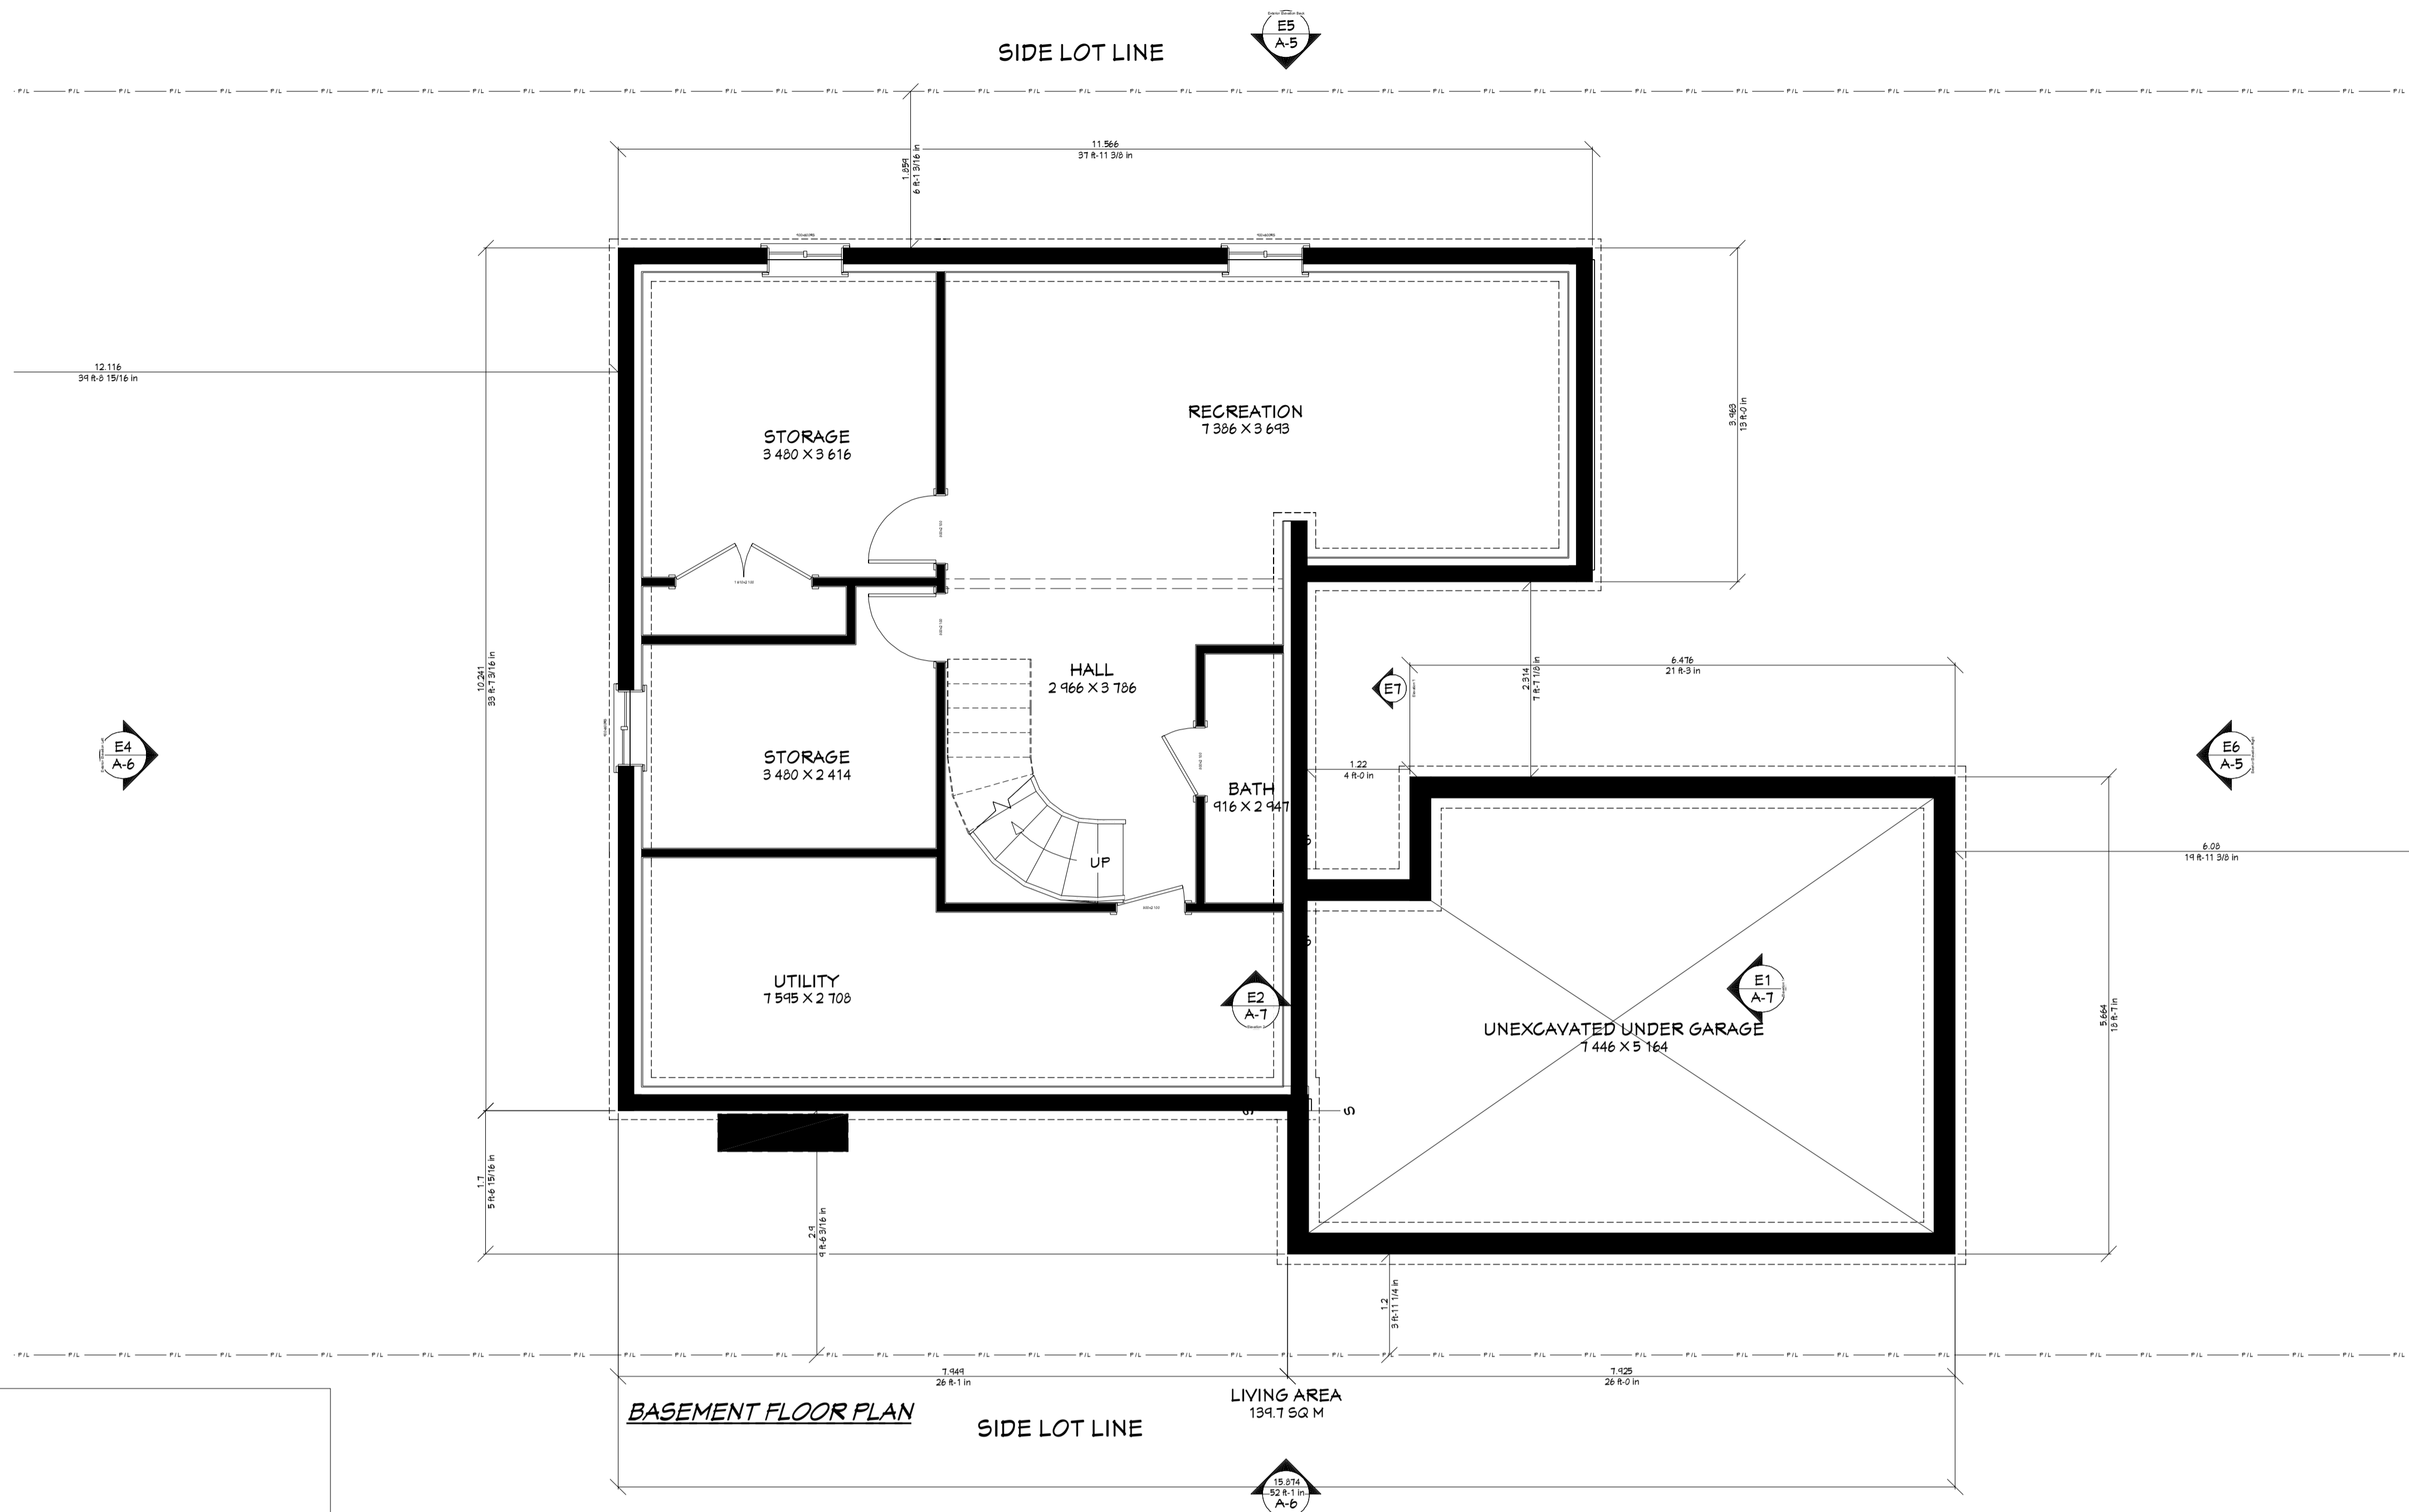 Exterior Elevation Back
E5
A-5
SIDE LOT LINE
P/L P/L P/L P/L P/L P/L P/L P/L P/L P/L P/L P/L P/L P/L P/L P/L P/L P/L P/L P/L P/L P/L P/L P/L P/L P/L P/L P/L P/L P/L P/L P/L P/L P/L P/L P/L P/L P/L P/L P/L P/L P/L P/L P/L P/L P/L P/L P/L
11.566
37 ft-11 3/8 in
1.859
6 ft-1 3/16 in
12.116
39 ft-8 15/16 in
STORAGE
3 480 X 3 616
RECREATION
7 386 X 3 693
3.963
13 ft-0 in
10.241
33 ft-7 3/16 in
HALL
2 966 X 3 786
E7
2.314
7 ft-7 1/8 in
6.476
21 ft-3 in
E4
A-6
STORAGE
3 480 X 2 414
BATH
916 X 2 947
1.22
4 ft-0 in
E6
A-5
UP
S
6.08
19 ft-11 3/8 in
S
UTILITY
7 595 X 2 708
E2
A-7
E1
A-7
UNEXCAVATED UNDER GARAGE
7 446 X 5 164
5.664
18 ft-7 in
S
S
1.7
5 ft-6 15/16 in
2.9
9 ft-6 3/16 in
1.2
3 ft-11 1/4 in
P/L P/L P/L P/L P/L P/L P/L P/L P/L P/L P/L P/L P/L P/L P/L P/L P/L P/L P/L P/L P/L P/L P/L P/L P/L P/L P/L P/L P/L P/L P/L P/L P/L P/L P/L P/L P/L P/L P/L P/L P/L P/L P/L P/L P/L P/L P/L P/L
7.949
26 ft-1 in
7.925
26 ft-0 in
LIVING AREA
139.7 SQ M
BASEMENT FLOOR PLAN
SIDE LOT LINE
15.874
52 ft-1 in
A-6